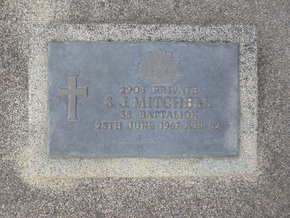 2903 PRIVATE
S. J. MITCHELL
38 BATTALION
25TH JUNE 1967 AGE